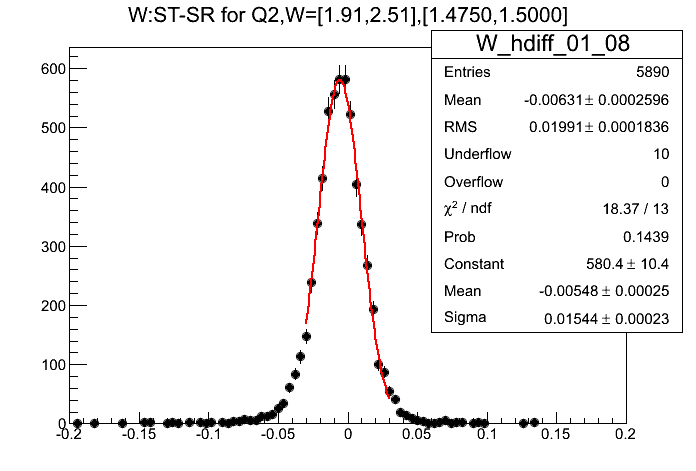 W:ST-SR for Q2,W=[1.91,2.51],[1.4750,1.5000]
W_hdiff_01_08
Entries 5890
Mean -0.00631± 0.0002596
RMS 0.01991± 0.0001836
Underflow 10
Overflow 0
χ² / ndf 18.37 / 13
Prob 0.1439
Constant 580.4 ± 10.4
Mean -0.00548 ± 0.00025
Sigma 0.01544 ± 0.00023
600
500
400
300
200
100
0
-0.2 -0.15 -0.1 -0.05 0 0.05 0.1 0.15 0.2